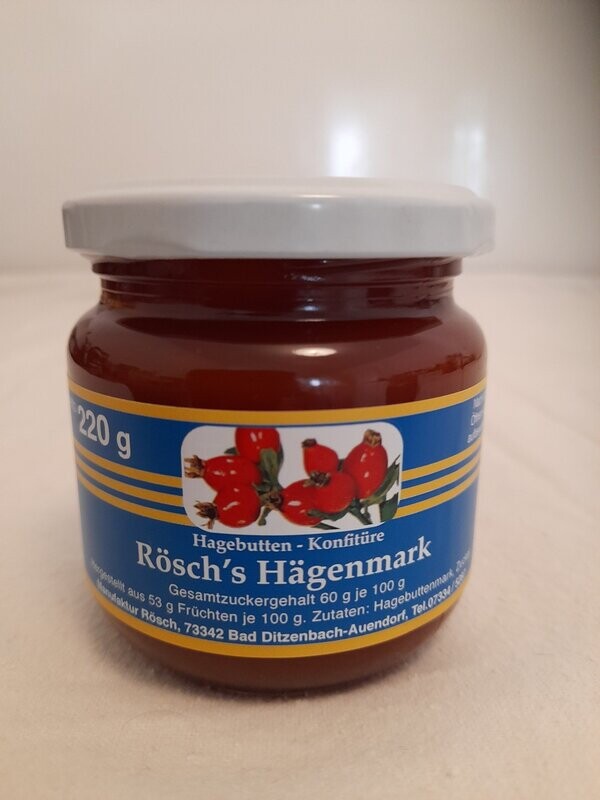 220 g
Hagebutten - Konfitüre
Rösch's Hägenmark
Gesamtzuckergehalt 60 g je 100 g
aus 53 g Früchten je 100 g. Zutaten: Hagebuttenmark,
Manufaktur Rösch, 73342 Bad Ditzenbach-Auendorf, Tel.07334/